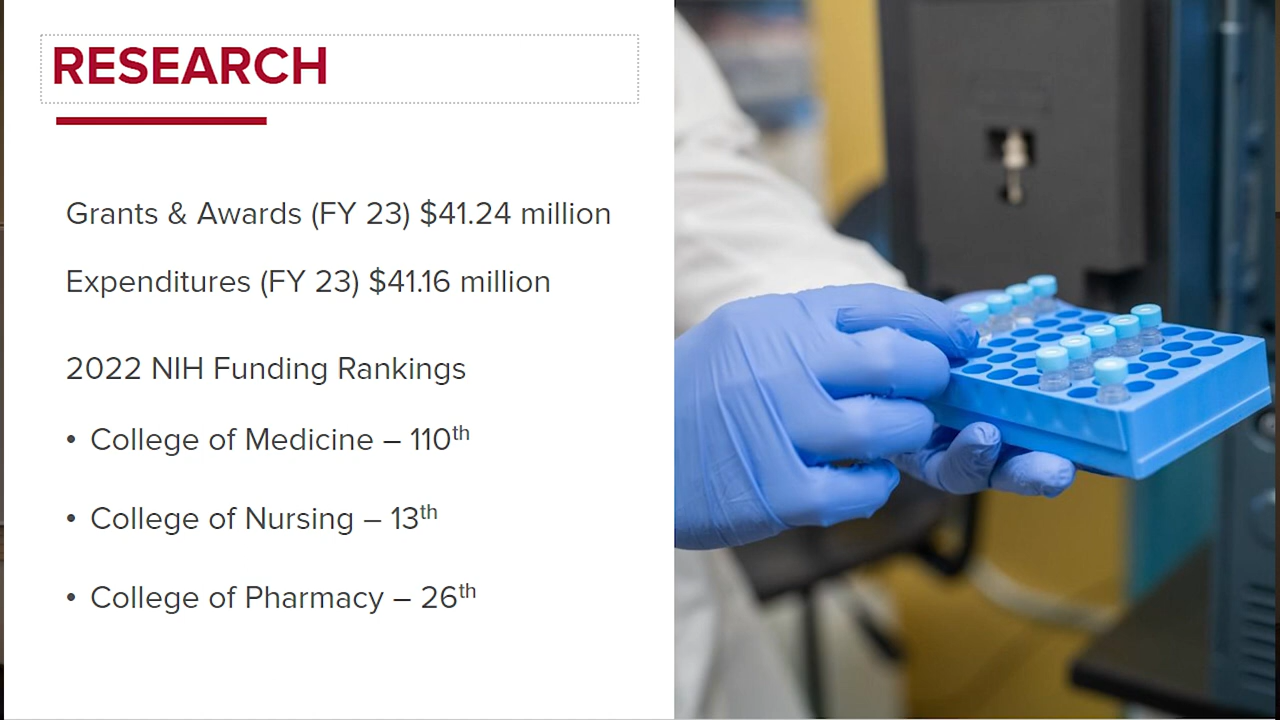 RESEARCH
Grants & Awards (FY 23) $41.24 million
Expenditures (FY 23) $41.16 million
2022 NIH Funding Rankings
• College of Medicine – 110th
• College of Nursing – 13th
• College of Pharmacy – 26th